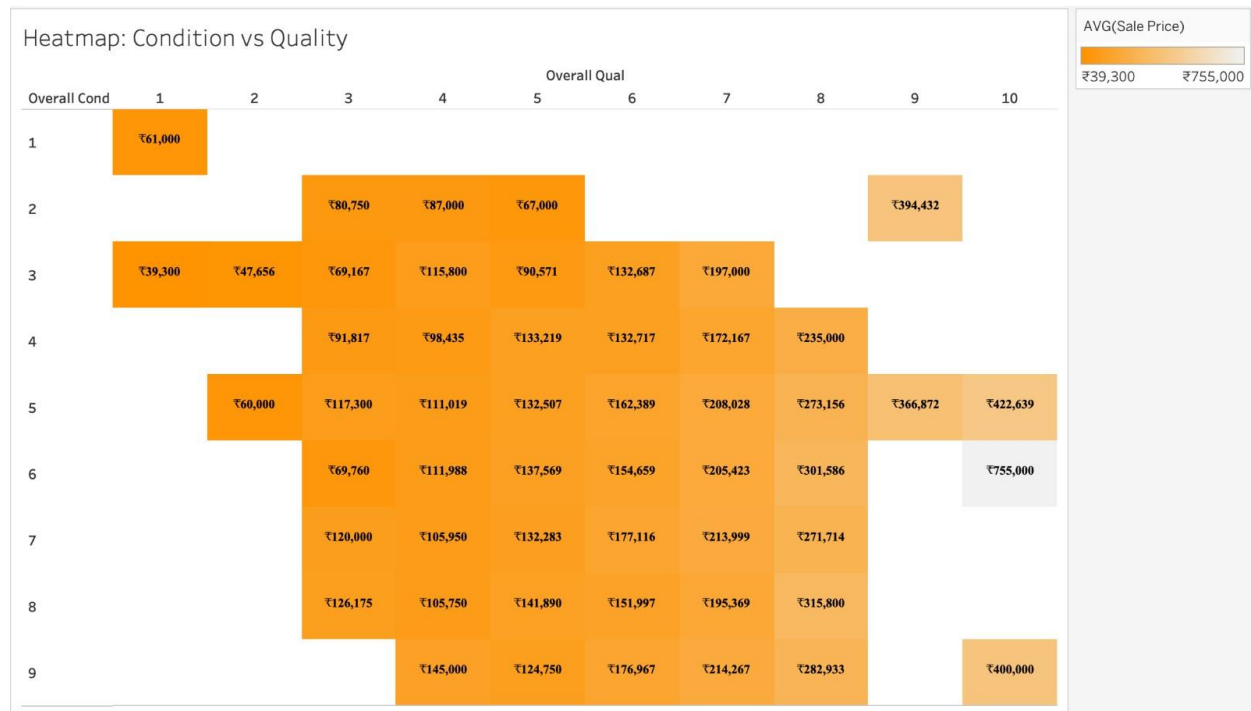 Heatmap: Condition vs Quality
AVG(Sale Price)
₹39,300 ₹755,000
Overall Qual
Overall Cond 1 2 3 4 5 6 7 8 9 10
1 ₹61,000
2 ₹80,750 ₹87,000 ₹67,000 ₹394,432
3 ₹39,300 ₹47,656 ₹69,167 ₹115,800 ₹90,571 ₹132,687 ₹197,000
4 ₹91,817 ₹98,435 ₹133,219 ₹132,717 ₹172,167 ₹235,000
5 ₹60,000 ₹117,300 ₹111,019 ₹132,507 ₹162,389 ₹208,028 ₹273,156 ₹366,872 ₹422,639
6 ₹69,760 ₹111,988 ₹137,569 ₹154,659 ₹205,423 ₹301,586 ₹755,000
7 ₹120,000 ₹105,950 ₹132,283 ₹177,116 ₹213,999 ₹271,714
8 ₹126,175 ₹105,750 ₹141,890 ₹151,997 ₹195,369 ₹315,800
9 ₹145,000 ₹124,750 ₹176,967 ₹214,267 ₹282,933 ₹400,000